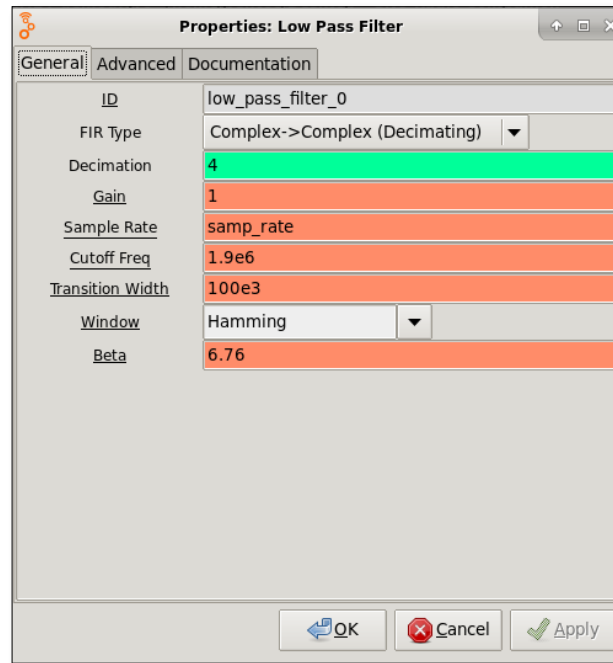 Properties: Low Pass Filter
General Advanced Documentation
ID low_pass_filter_0
FIR Type Complex->Complex (Decimating)
Decimation 4
Gain 1
Sample Rate samp_rate
Cutoff Freq 1.9e6
Transition Width 100e3
Window Hamming
Beta 6.76
OK Cancel Apply